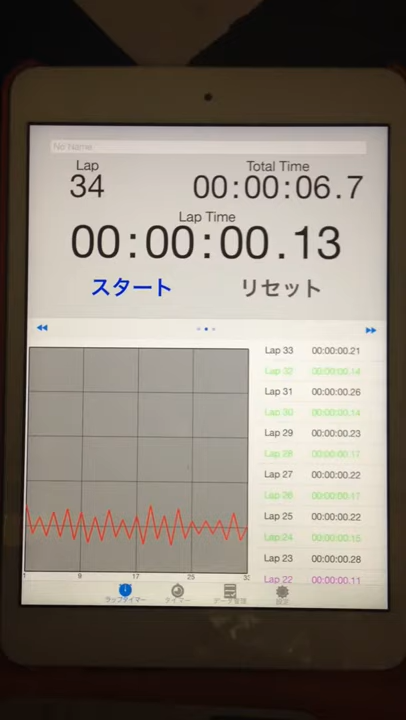 No Name
Lap Total Time
34 00:00:06.7
Lap Time
00:00:00.13
スタート リセット
Lap 33 00:00:00.21
Lap 32 00:00:00.14
Lap 31 00:00:00.26
Lap 30 00:00:00.14
Lap 29 00:00:00.23
Lap 28 00:00:00.17
Lap 27 00:00:00.22
Lap 26 00:00:00.17
Lap 25 00:00:00.22
Lap 24 00:00:00.15
Lap 23 00:00:00.28
Lap 22 00:00:00.11
1 9 17 25
ラップタイマー タイマー データ管理 設定